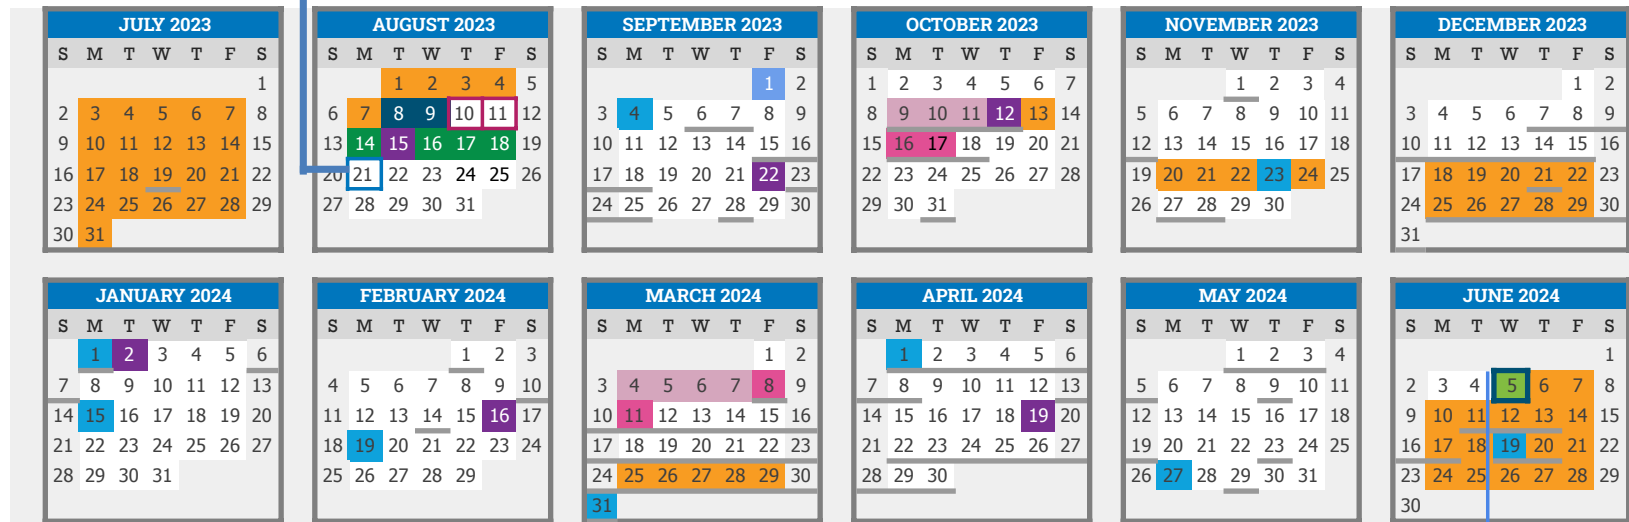 JULY 2023
S M T W T F S
1
2 3 4 5 6 7 8
9 10 11 12 13 14 15
16 17 18 19 20 21 22
23 24 25 26 27 28 29
30 31
AUGUST 2023
S M T W T F S
1 2 3 4 5
6 7 8 9 10 11 12
13 14 15 16 17 18 19
20 21 22 23 24 25 26
27 28 29 30 31
SEPTEMBER 2023
S M T W T F S
1 2
3 4 5 6 7 8 9
10 11 12 13 14 15 16
17 18 19 20 21 22 23
24 25 26 27 28 29 30
OCTOBER 2023
S M T W T F S
1 2 3 4 5 6 7
8 9 10 11 12 13 14
15 16 17 18 19 20 21
22 23 24 25 26 27 28
29 30 31
NOVEMBER 2023
S M T W T F S
1 2 3 4
5 6 7 8 9 10 11
12 13 14 15 16 17 18
19 20 21 22 23 24 25
26 27 28 29 30
DECEMBER 2023
S M T W T F S
1 2
3 4 5 6 7 8 9
10 11 12 13 14 15 16
17 18 19 20 21 22 23
24 25 26 27 28 29 30
31
JANUARY 2024
S M T W T F S
1 2 3 4 5 6
7 8 9 10 11 12 13
14 15 16 17 18 19 20
21 22 23 24 25 26 27
28 29 30 31
FEBRUARY 2024
S M T W T F S
1 2 3
4 5 6 7 8 9 10
11 12 13 14 15 16 17
18 19 20 21 22 23 24
25 26 27 28 29
MARCH 2024
S M T W T F S
1 2
3 4 5 6 7 8 9
10 11 12 13 14 15 16
17 18 19 20 21 22 23
24 25 26 27 28 29 30
31
APRIL 2024
S M T W T F S
1 2 3 4 5 6
7 8 9 10 11 12 13
14 15 16 17 18 19 20
21 22 23 24 25 26 27
28 29 30
MAY 2024
S M T W T F S
1 2 3 4
5 6 7 8 9 10 11
12 13 14 15 16 17 18
19 20 21 22 23 24 25
26 27 28 29 30 31
JUNE 2024
S M T W T F S
1
2 3 4 5 6 7 8
9 10 11 12 13 14 15
16 17 18 19 20 21 22
23 24 25 26 27 28 29
30